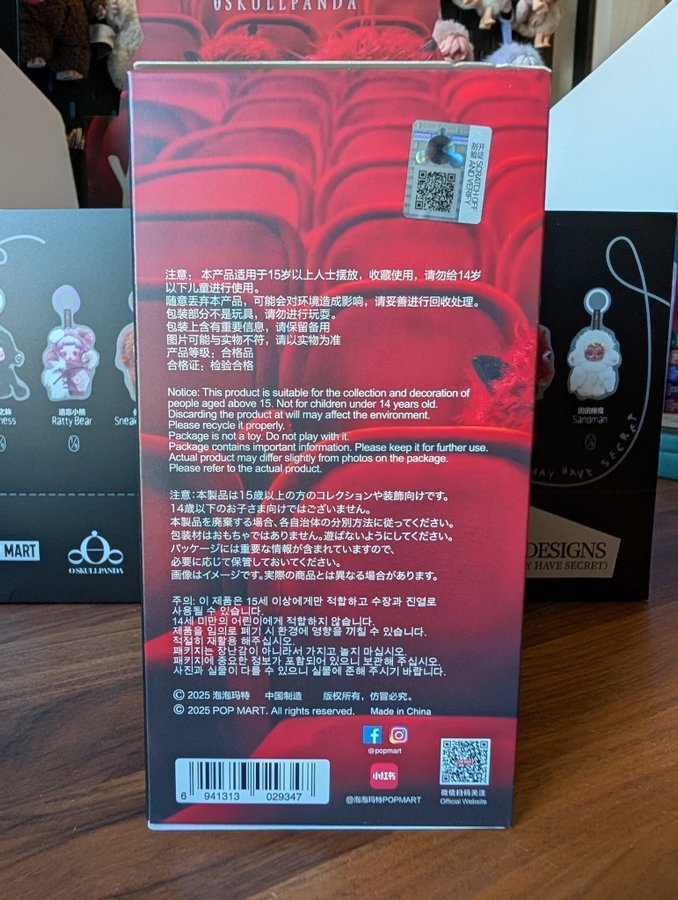 SKULLPANDA
刮开验证
SCRATCH OFF AND VERIFY
注意： 本产品适用于15岁以上人士摆放，收藏使用，请勿给14岁
以下儿童进行使用。
随意丢弃本产品，可能会对环境造成影响，请妥善进行回收处理。
包装部分不是玩具，请勿进行玩耍。
包装上含有重要信息，请保留备用
图片可能与实物不符，请以实物为准
产品等级：合格品
合格证：检验合格
Notice: This product is suitable for the collection and decoration of
people aged above 15. Not for children under 14 years old.
Discarding the product at will may affect the environment.
Please recycle it properly.
Package is not a toy. Do not play with it.
Package contains important information. Please keep it for further use.
Actual product may differ slightly from photos on the package.
Please refer to the actual product.
注意：本製品は15歳以上の方のコレクションや装飾向けです。
14歳以下のお子さま向けではございません。
本製品を廃棄する場合、各自治体の分別方法に従ってください。
包装材はおもちゃではありません。遊ばないようにしてください。
パッケージには重要な情報が含まれていますので、
必要に応じて保管しておいてください。
画像はイメージです。実際の商品とは異なる場合があります。
주의: 이 제품은 15세 이상에게만 적합하고 수장과 진열로
사용될 수 있습니다.
14세 미만의 어린이에게 적합하지 않습니다.
제품을 임의로 폐기 시 환경에 영향을 끼칠 수 있습니다.
적절히 재활용 해주십시오.
패키지는 장난감이 아니라서 가지고 놀지 마십시오.
패키지에 중요한 정보가 포함되어 있으니 보관해 주십시오.
사진과 실물이 다를 수 있으니 실물에 준해 주시기 바랍니다.
© 2025 泡泡玛特 中国制造 版权所有，仿冒必究。
© 2025 POP MART. All rights reserved. Made in China
@popmart
小红书
@泡泡玛特POPMART
微信扫码关注
Official Website
6 941313 029347
遗忘小熊
Ratty Bear
Sneak
MART
SKULLPANDA
Sandman
MAY HAVE SECRET
DESIGNS
HAVE SECRET)